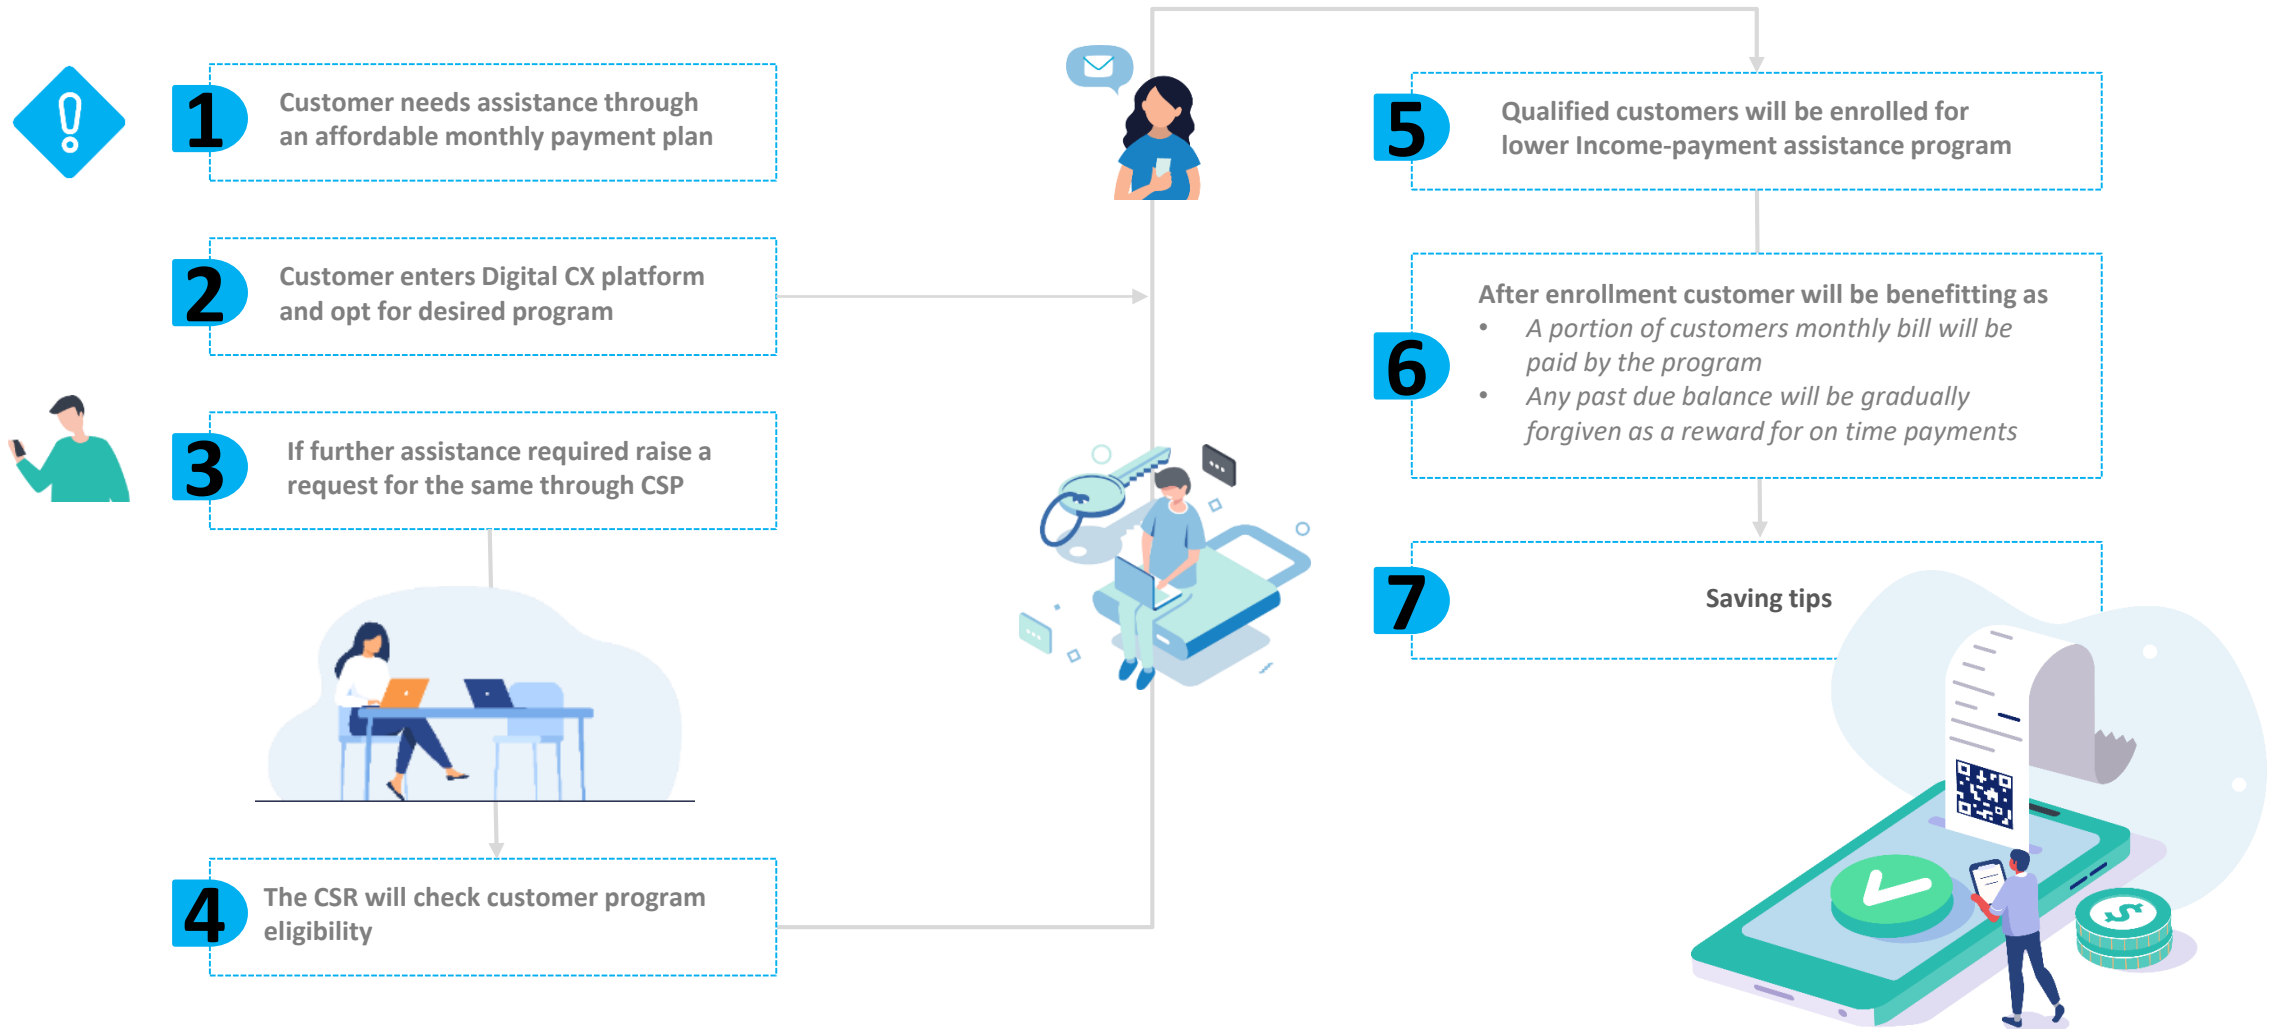 1
Customer needs assistance through
an affordable monthly payment plan
2
Customer enters Digital CX platform
and opt for desired program
3
If further assistance required raise a
request for the same through CSP
4
The CSR will check customer program
eligibility
5
Qualified customers will be enrolled for
lower Income-payment assistance program
6
After enrollment customer will be benefitting as
• A portion of customers monthly bill will be
paid by the program
• Any past due balance will be gradually
forgiven as a reward for on time payments
7
Saving tips
$